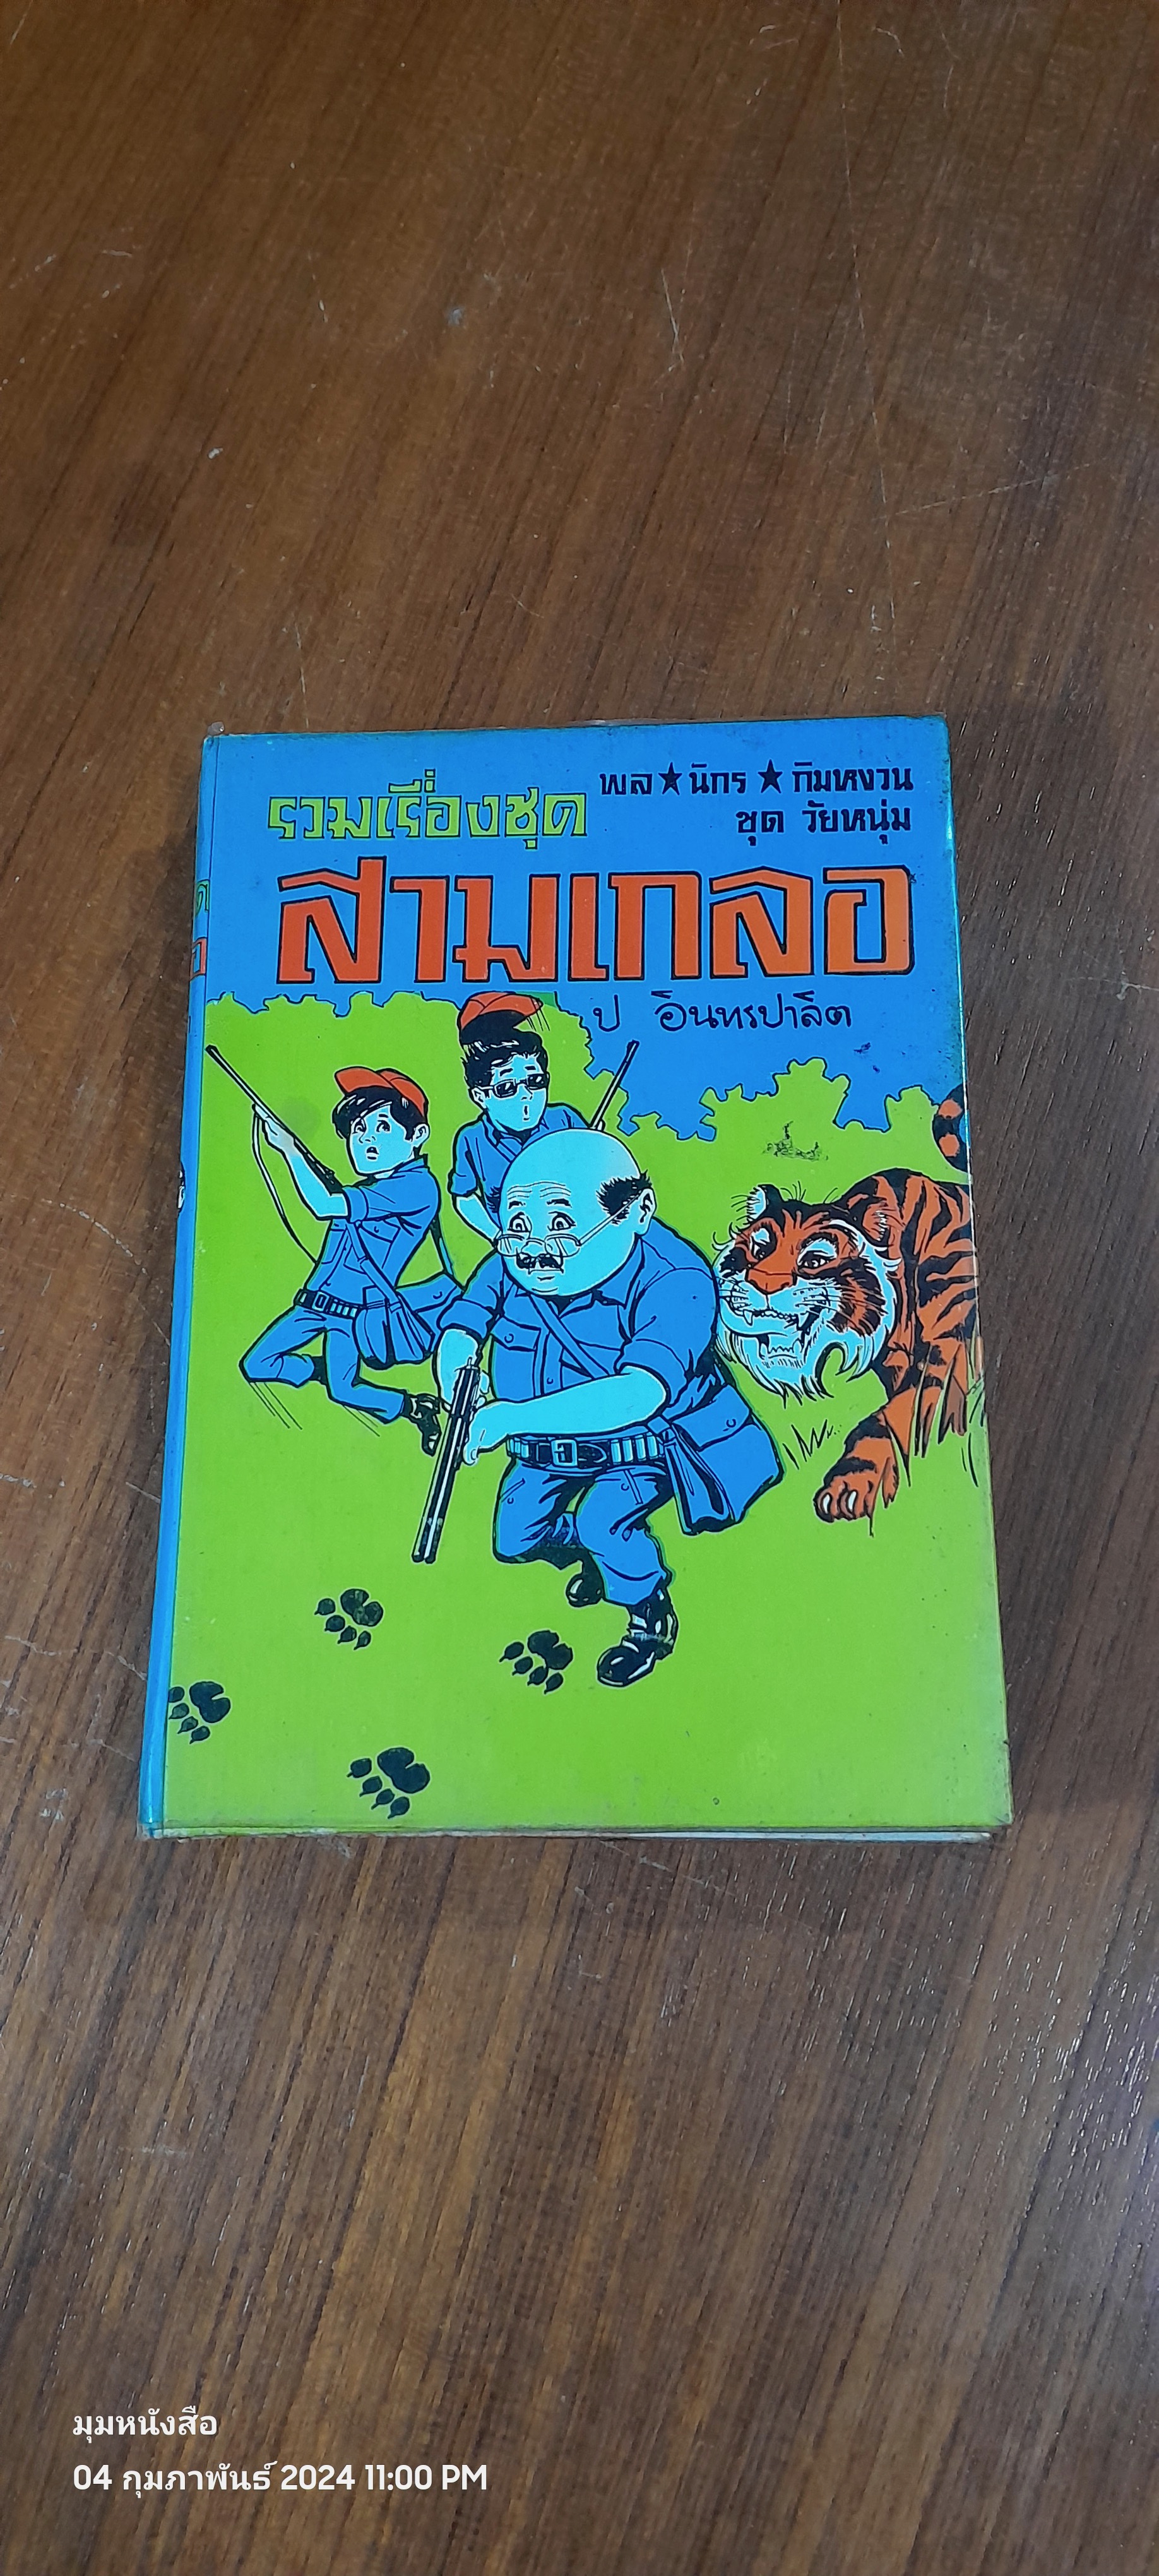 พล ★ นิกร ★ กิมหงวน
รวมเรื่องชุด
ชุด วัยหนุ่ม
สามเกลอ
ป อินทรปาลิต
มุมหนังสือ
04 กุมภาพันธ์ 2024 11:00 PM